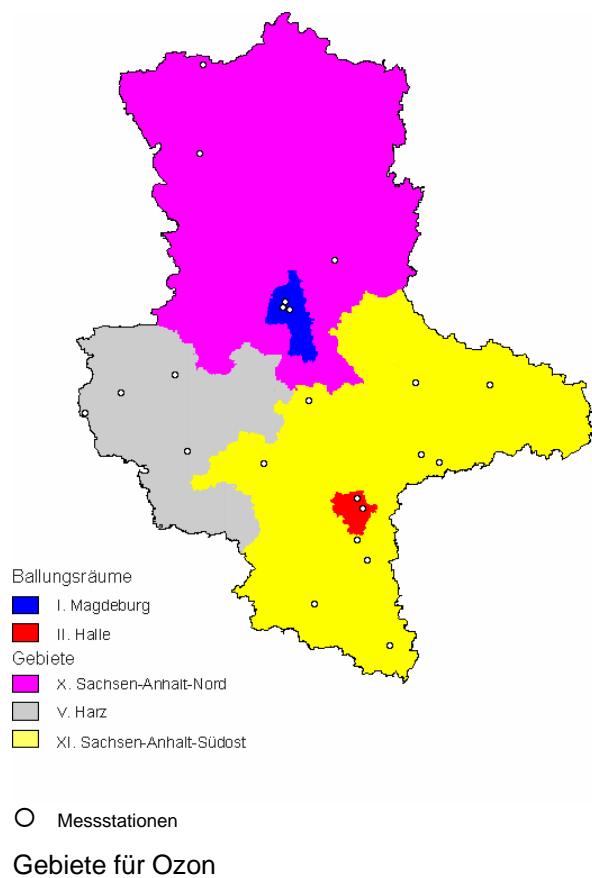 Ballungsräume
I. Magdeburg
II. Halle
Gebiete
X. Sachsen-Anhalt-Nord
V. Harz
XI. Sachsen-Anhalt-Südost
Messstationen
Gebiete für Ozon